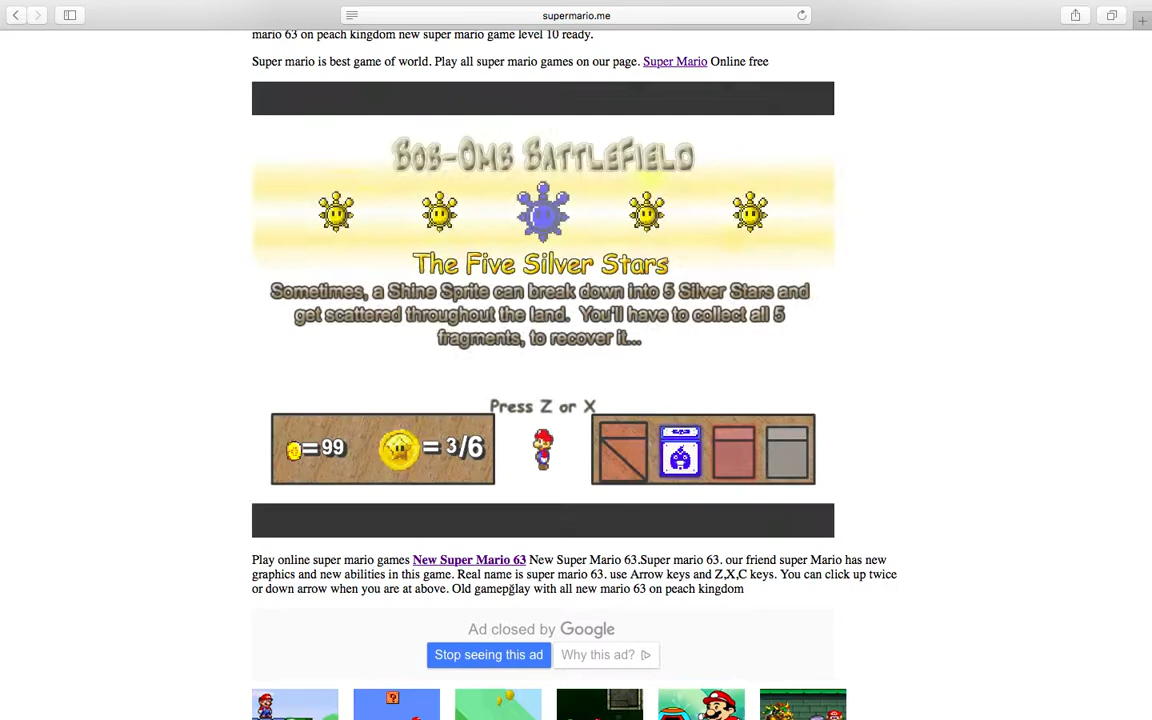 supermario.me
mario 63 on peach kingdom new super mario game level 10 ready.
Super mario is best game of world. Play all super mario games on our page. Super Mario Online free
BOB-OMB BATTLEFIELD
The Five Silver Stars
Sometimes, a Shine Sprite can break down into 5 Silver Stars and
get scattered throughout the land. You'll have to collect all 5
fragments, to recover it...
Press Z or X
=99
= 3/6
Play online super mario games New Super Mario 63 New Super Mario 63.Super mario 63. our friend super Mario has new
graphics and new abilities in this game. Real name is super mario 63. use Arrow keys and Z,X,C keys. You can click up twice
or down arrow when you are at above. Old gamepğlay with all new mario 63 on peach kingdom
Ad closed by Google
Stop seeing this ad
Why this ad?